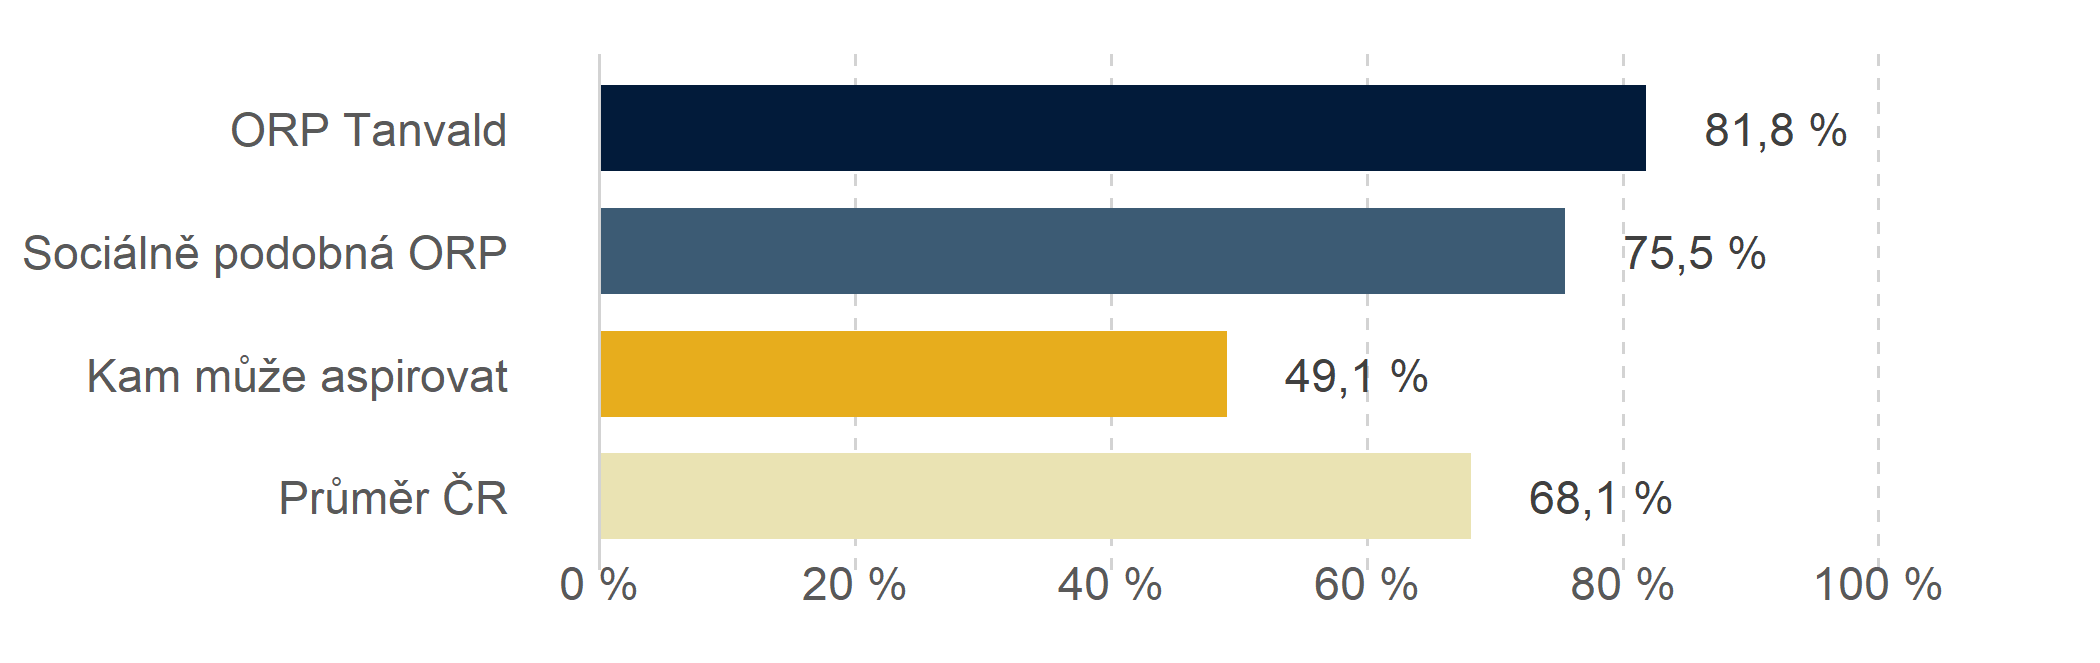 ORP Tanvald 81,8 %
Sociálně podobná ORP 75,5 %
Kam může aspirovat 49,1 %
Průměr ČR 68,1 %
0 % 20 % 40 % 60 % 80 % 100 %